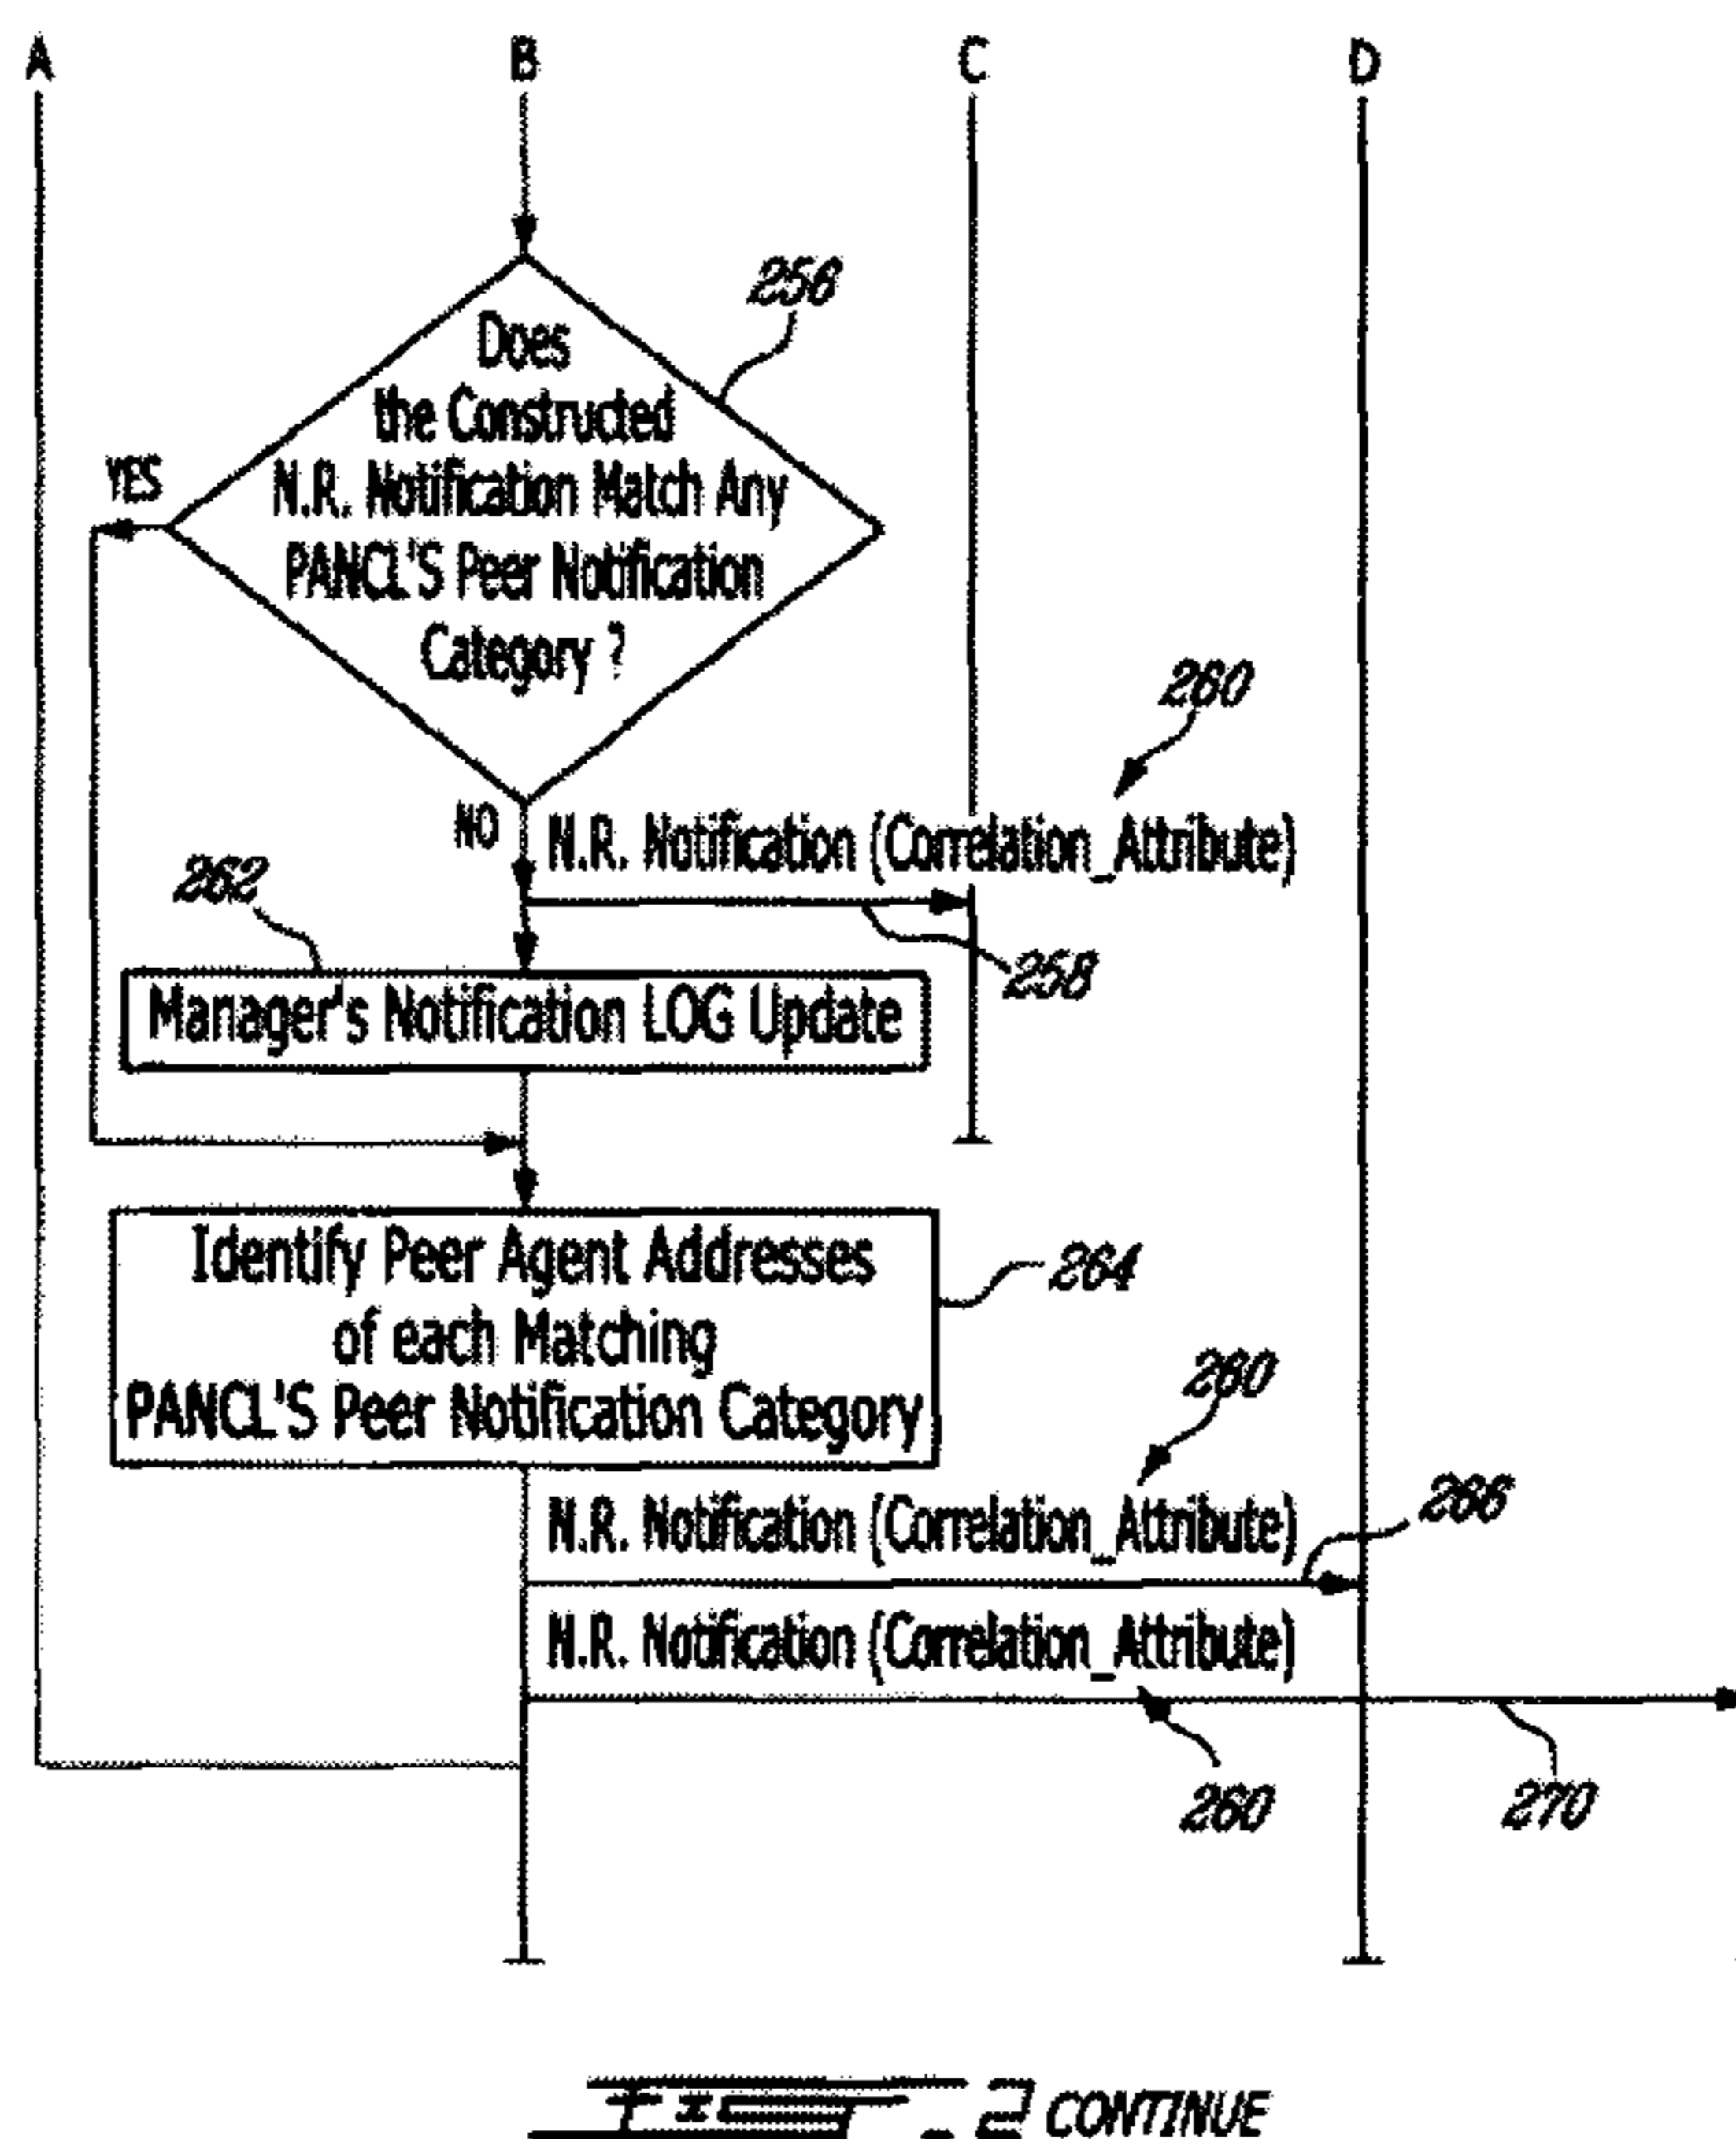 A
B
C
D
256
Does
the Constructed
N.R. Notification Match Any
PANCL'S Peer Notification
Category ?
YES
260
NO
N.R. Notification (Correlation_Attribute)
262
258
Manager's Notification LOG Update
Identify Peer Agent Addresses
of each Matching
PANCL'S Peer Notification Category
264
260
N.R. Notification (Correlation_Attribute)
266
N.R. Notification (Correlation_Attribute)
260
270
Fig. 2 CONTINUE